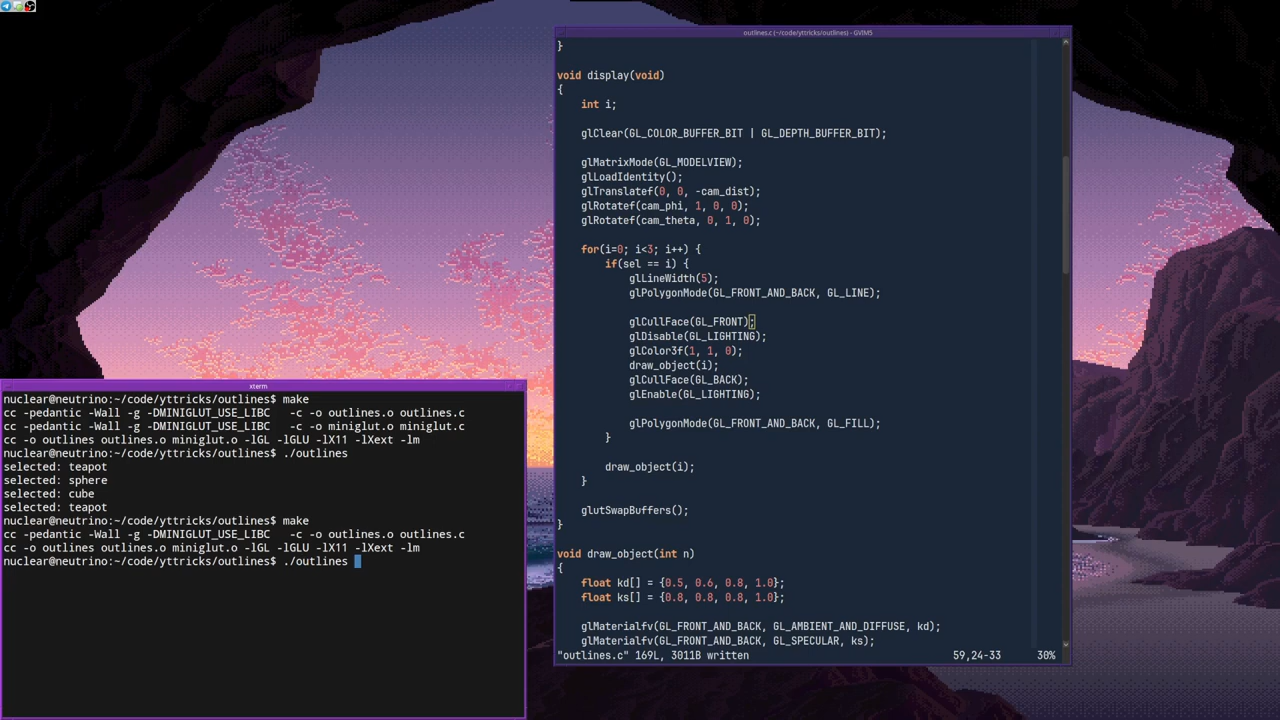 outlines.c (~/code/yttricks/outlines) - GVIM5
}
void display(void)
{
int i;
glClear(GL_COLOR_BUFFER_BIT | GL_DEPTH_BUFFER_BIT);
glMatrixMode(GL_MODELVIEW);
glLoadIdentity();
glTranslatef(0, 0, -cam_dist);
glRotatef(cam_phi, 1, 0, 0);
glRotatef(cam_theta, 0, 1, 0);
for(i=0; i<3; i++) {
if(sel == i) {
glLineWidth(5);
glPolygonMode(GL_FRONT_AND_BACK, GL_LINE);
glCullFace(GL_FRONT);
glDisable(GL_LIGHTING);
glColor3f(1, 1, 0);
draw_object(i);
glCullFace(GL_BACK);
glEnable(GL_LIGHTING);
glPolygonMode(GL_FRONT_AND_BACK, GL_FILL);
}
draw_object(i);
}
glutSwapBuffers();
}
void draw_object(int n)
{
float kd[] = {0.5, 0.6, 0.8, 1.0};
float ks[] = {0.8, 0.8, 0.8, 1.0};
glMaterialfv(GL_FRONT_AND_BACK, GL_AMBIENT_AND_DIFFUSE, kd);
glMaterialfv(GL_FRONT_AND_BACK, GL_SPECULAR, ks);
"outlines.c" 169L, 3011B written 59,24-33 30%
xterm
nuclear@neutrino:~/code/yttricks/outlines$ make
cc -pedantic -Wall -g -DMINIGLUT_USE_LIBC -c -o outlines.o outlines.c
cc -pedantic -Wall -g -DMINIGLUT_USE_LIBC -c -o miniglut.o miniglut.c
cc -o outlines outlines.o miniglut.o -lGL -lGLU -lX11 -lXext -lm
nuclear@neutrino:~/code/yttricks/outlines$ ./outlines
selected: teapot
selected: sphere
selected: cube
selected: teapot
nuclear@neutrino:~/code/yttricks/outlines$ make
cc -pedantic -Wall -g -DMINIGLUT_USE_LIBC -c -o outlines.o outlines.c
cc -o outlines outlines.o miniglut.o -lGL -lGLU -lX11 -lXext -lm
nuclear@neutrino:~/code/yttricks/outlines$ ./outlines